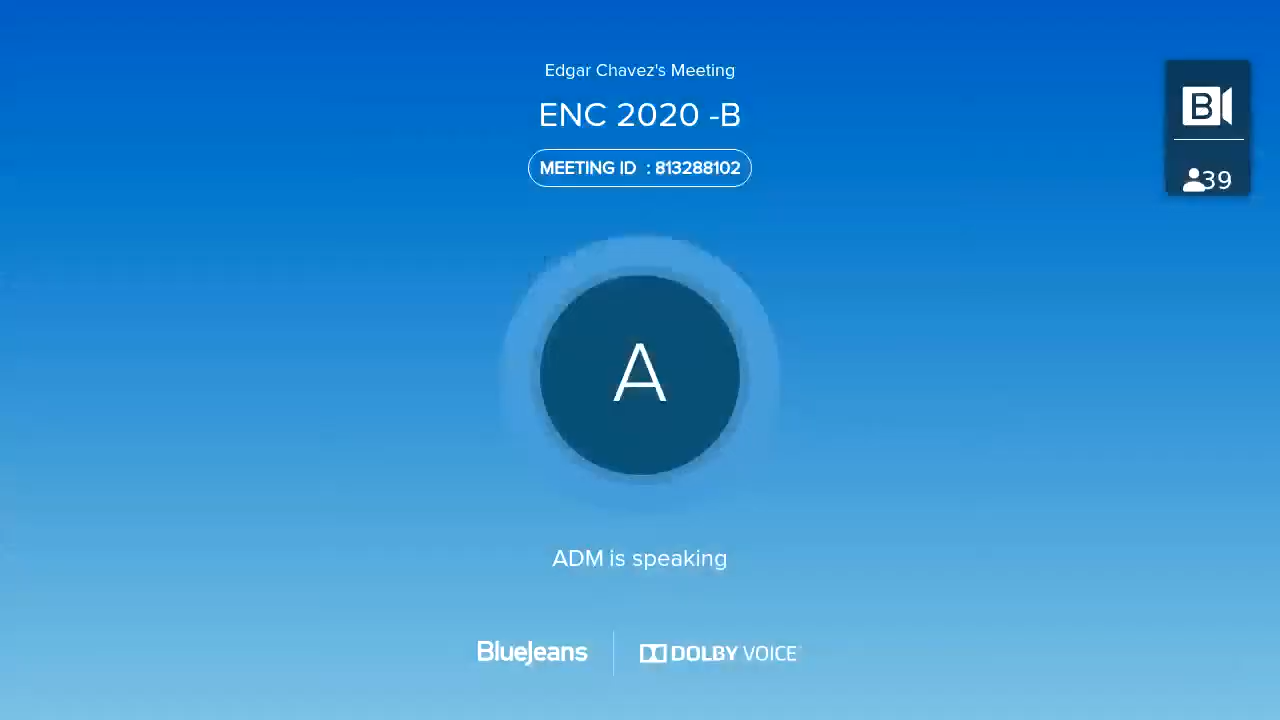 Edgar Chavez's Meeting
ENC 2020 -B
MEETING ID : 813288102
B
39
A
ADM is speaking
BlueJeans
DOLBY VOICE